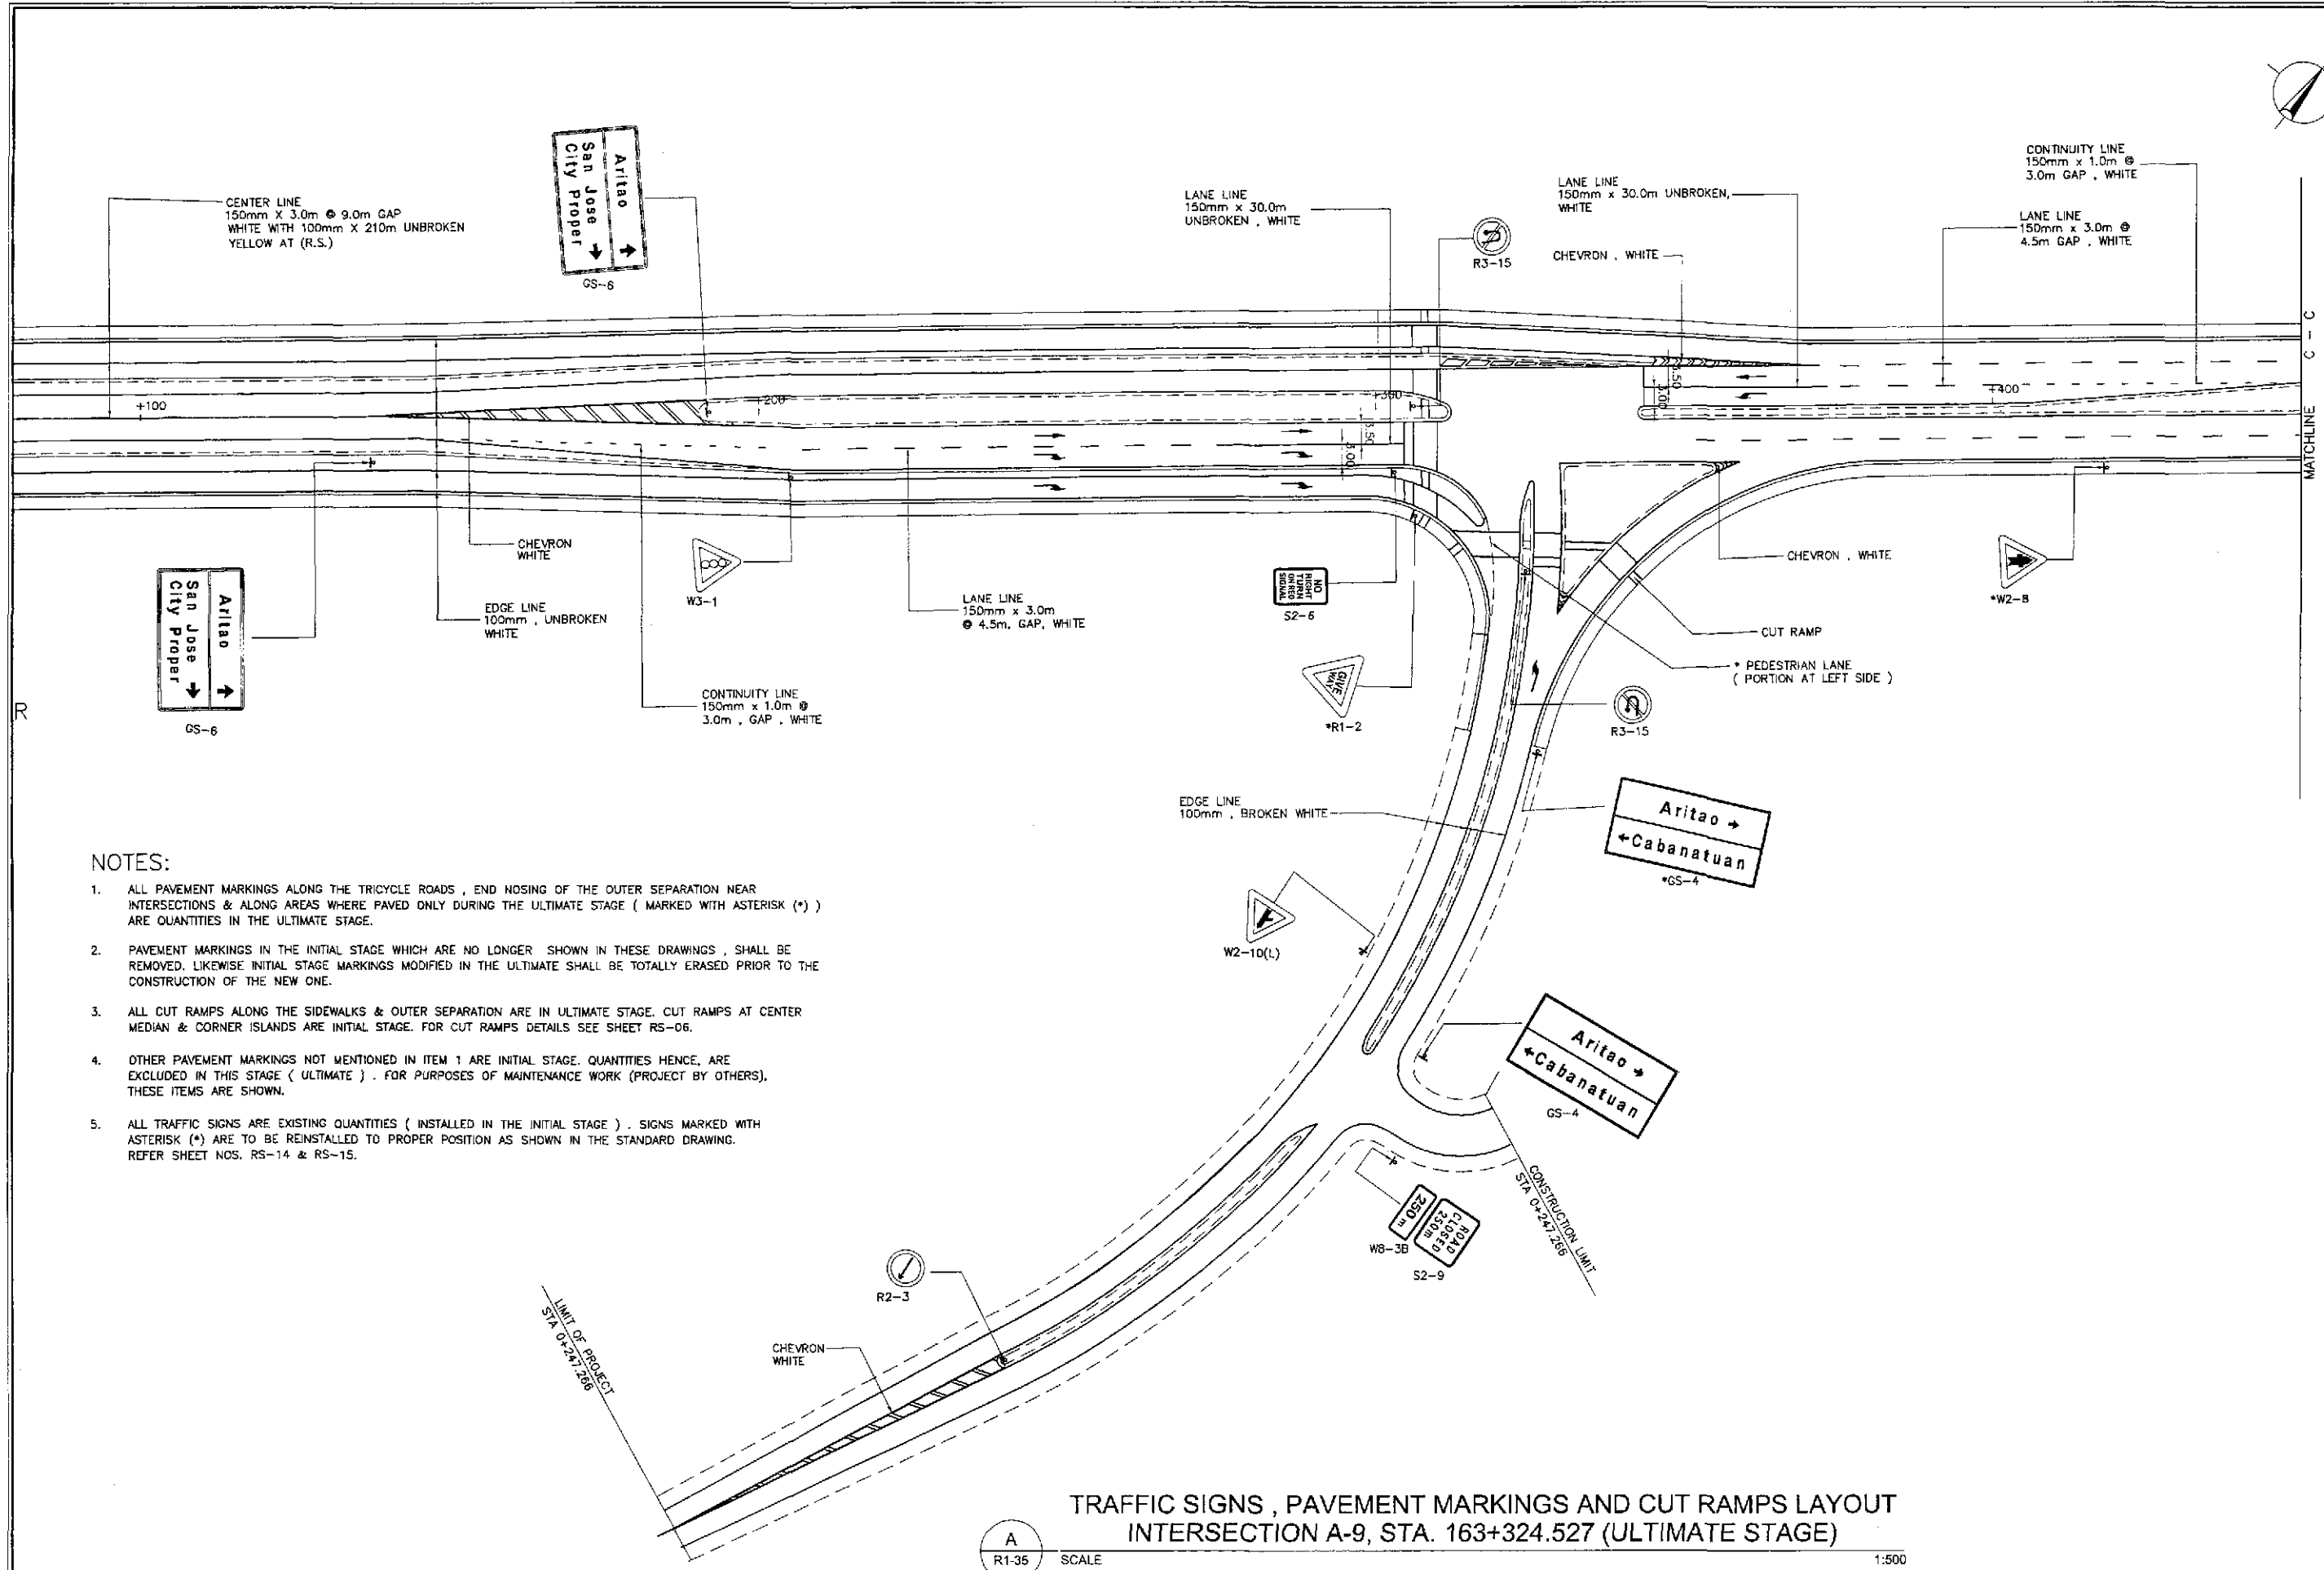 CENTER LINE
150mm X 3.0m @ 9.0m GAP
WHITE WITH 100mm X 210m UNBROKEN
YELLOW AT (R.S.)
Aritao
San Jose
City Proper
GS-6
LANE LINE
150mm x 30.0m
UNBROKEN , WHITE
R3-15
LANE LINE
150mm x 30.0m UNBROKEN,
WHITE
CHEVRON , WHITE
CONTINUITY LINE
150mm x 1.0m @
3.0m GAP , WHITE
LANE LINE
150mm x 3.0m @
4.5m GAP , WHITE
MATCHLINE C - C
+100
+200
+300
+400
3.50
3.00
3.50
3.00
Aritao
San Jose
City Proper
GS-6
CHEVRON
WHITE
EDGE LINE
100mm , UNBROKEN
WHITE
W3-1
CONTINUITY LINE
150mm x 1.0m @
3.0m , GAP , WHITE
LANE LINE
150mm x 3.0m
@ 4.5m, GAP, WHITE
NO
RIGHT
TURN
ON RED
SIGNAL
S2-6
GIVE
WAY
*R1-2
CHEVRON , WHITE
*W2-8
CUT RAMP
* PEDESTRIAN LANE
( PORTION AT LEFT SIDE )
R3-15
R
EDGE LINE
100mm , BROKEN WHITE
Aritao →
←Cabanatuan
*GS-4
W2-10(L)
Aritao →
←Cabanatuan
GS-4
CONSTRUCTION LIMIT
STA 0+247.266
250 m
W8-3B
ROAD
CLOSED
250m
S2-9
R2-3
CHEVRON
WHITE
LIMIT OF PROJECT
STA 0+247.266
NOTES:
1. ALL PAVEMENT MARKINGS ALONG THE TRICYCLE ROADS , END NOSING OF THE OUTER SEPARATION NEAR
INTERSECTIONS & ALONG AREAS WHERE PAVED ONLY DURING THE ULTIMATE STAGE ( MARKED WITH ASTERISK (*) )
ARE QUANTITIES IN THE ULTIMATE STAGE.
2. PAVEMENT MARKINGS IN THE INITIAL STAGE WHICH ARE NO LONGER SHOWN IN THESE DRAWINGS , SHALL BE
REMOVED. LIKEWISE INITIAL STAGE MARKINGS MODIFIED IN THE ULTIMATE SHALL BE TOTALLY ERASED PRIOR TO THE
CONSTRUCTION OF THE NEW ONE.
3. ALL CUT RAMPS ALONG THE SIDEWALKS & OUTER SEPARATION ARE IN ULTIMATE STAGE. CUT RAMPS AT CENTER
MEDIAN & CORNER ISLANDS ARE INITIAL STAGE. FOR CUT RAMPS DETAILS SEE SHEET RS-06.
4. OTHER PAVEMENT MARKINGS NOT MENTIONED IN ITEM 1 ARE INITIAL STAGE. QUANTITIES HENCE, ARE
EXCLUDED IN THIS STAGE ( ULTIMATE ) . FOR PURPOSES OF MAINTENANCE WORK (PROJECT BY OTHERS),
THESE ITEMS ARE SHOWN.
5. ALL TRAFFIC SIGNS ARE EXISTING QUANTITIES ( INSTALLED IN THE INITIAL STAGE ) . SIGNS MARKED WITH
ASTERISK (*) ARE TO BE REINSTALLED TO PROPER POSITION AS SHOWN IN THE STANDARD DRAWING.
REFER SHEET NOS. RS-14 & RS-15.
TRAFFIC SIGNS , PAVEMENT MARKINGS AND CUT RAMPS LAYOUT
INTERSECTION A-9, STA. 163+324.527 (ULTIMATE STAGE)
A
R1-35
SCALE 1:500